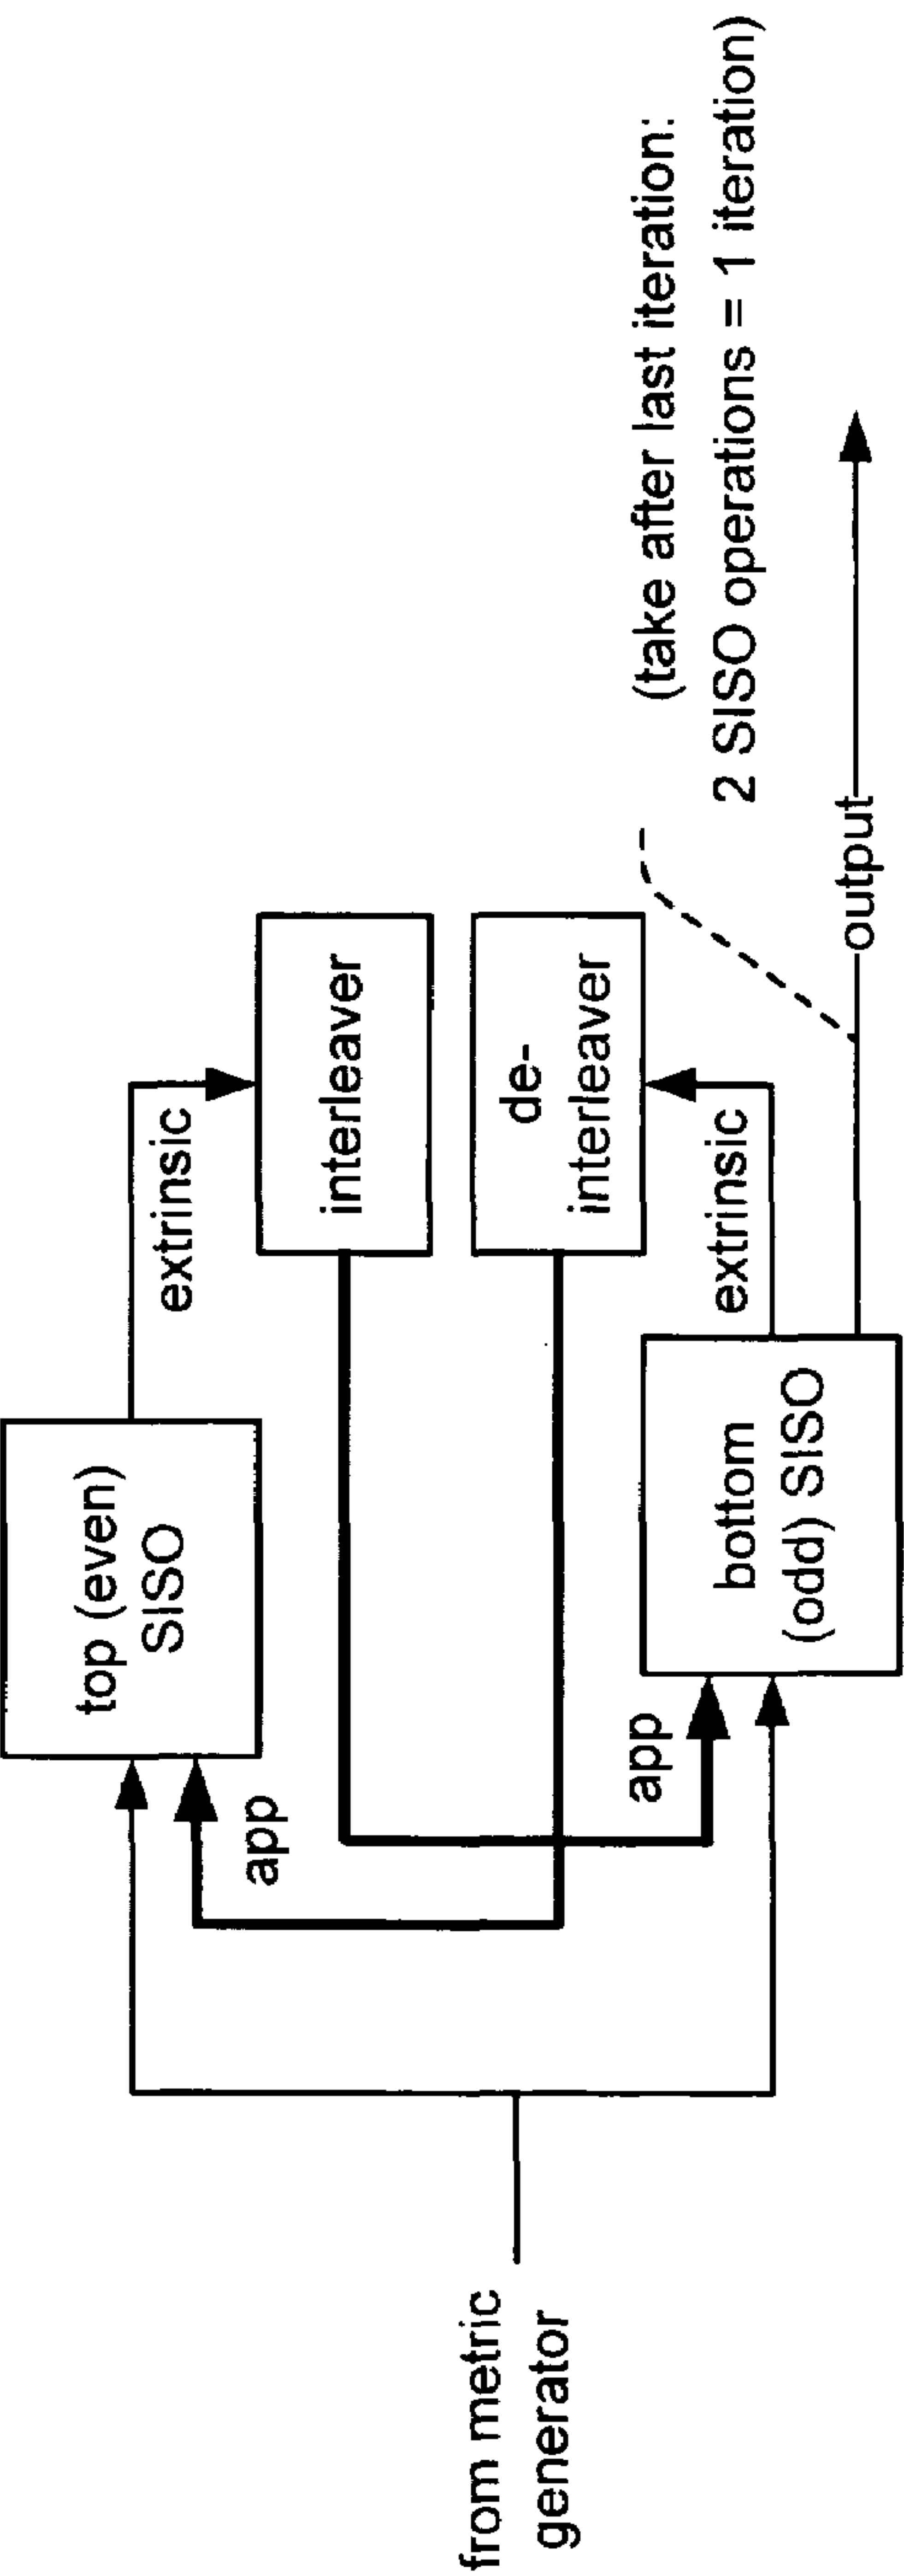 from metric
generator
top (even)
SISO
app
extrinsic
interleaver
de-
interleaver
app
extrinsic
bottom
(odd) SISO
output
(take after last iteration:
2 SISO operations = 1 iteration)